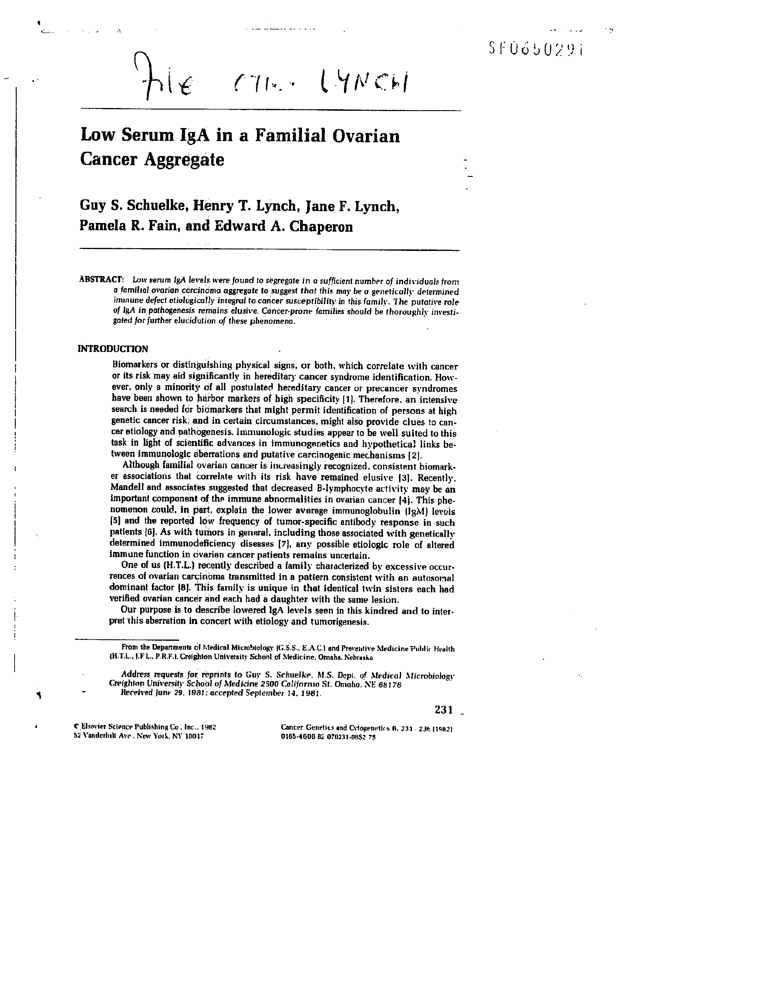 SF0650291
File LYNCH
Low Serum IgA in a Familial Ovarian
Cancer Aggregate
Guy S. Schuelke, Henry T. Lynch, Jane F. Lynch,
Pamela R. Fain, and Edward A. Chaperon
ABSTRACT: Low serum IgA levels were found to segregate in a sufficient number of individuals from
a familial ovarian carcinoma aggregate to suggest that this may be a genetically determined
immune defect etiologically integral to cancer susceptibility in this family. The putative role
of IgA in pathogenesis remains elusive. Cancer-prone families should be thoroughly investi-
gated for further elucidation of these phenomena.
INTRODUCTION
Biomarkers or distinguishing physical signs, or both, which correlate with cancer
or its risk may aid significantly in hereditary cancer syndrome identification. How-
ever, only a minority of all postulated hereditary cancer or precancer syndromes
have been shown to harbor markers of high specificity [1]. Therefore, an intensive
search is needed for biomarkers that might permit identification of persons at high
genetic cancer risk; and in certain circumstances, might also provide clues to can-
cer etiology and pathogenesis. Immunologic studies appear to be well suited to this
task in light of scientific advances in immunogenetics and hypothetical links be-
tween immunologic aberrations and putative carcinogenic mechanisms [2].
Although familial ovarian cancer is increasingly recognized, consistent biomark-
er associations that correlate with its risk have remained elusive [3]. Recently,
Mandell and associates suggested that decreased B-lymphocyte activity may be an
important component of the immune abnormalities in ovarian cancer [4]. This phe-
nomenon could, in part, explain the lower average immunoglobulin (IgM) levels
[5] and the reported low frequency of tumor-specific antibody response in such
patients [6]. As with tumors in general, including those associated with genetically
determined immunodeficiency diseases [7], any possible etiologic role of altered
immune function in ovarian cancer patients remains uncertain.
One of us (H.T.L.) recently described a family characterized by excessive occur-
rences of ovarian carcinoma transmitted in a pattern consistent with an autosomal
dominant factor [8]. This family is unique in that identical twin sisters each had
verified ovarian cancer and each had a daughter with the same lesion.
Our purpose is to describe lowered IgA levels seen in this kindred and to inter-
pret this aberration in concert with etiology and tumorigenesis.
From the Departments of Medical Microbiology (G.S.S., E.A.C.) and Preventive Medicine Public Health
(H.T.L., J.F.L., P.R.F.), Creighton University School of Medicine, Omaha, Nebraska
Address requests for reprints to Guy S. Schuelke, M.S. Dept. of Medical Microbiology
Creighton University School of Medicine 2500 California St. Omaha, NE 68178
Received June 29, 1981; accepted September 14, 1981.
231
© Elsevier Science Publishing Co., Inc., 1982
52 Vanderbilt Ave., New York, NY 10017
Cancer Genetics and Cytogenetics 6, 231-236 (1982)
0165-4608 82 070231-06$2 75